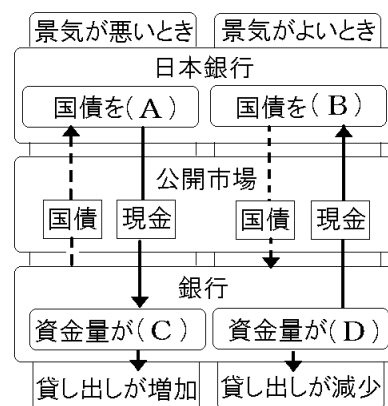 景気が悪いとき 景気がよいとき
日本銀行
国債を(A) 国債を(B)
公開市場
国債 現金 国債 現金
銀行
資金量が(C) 資金量が(D)
貸し出しが増加 貸し出しが減少